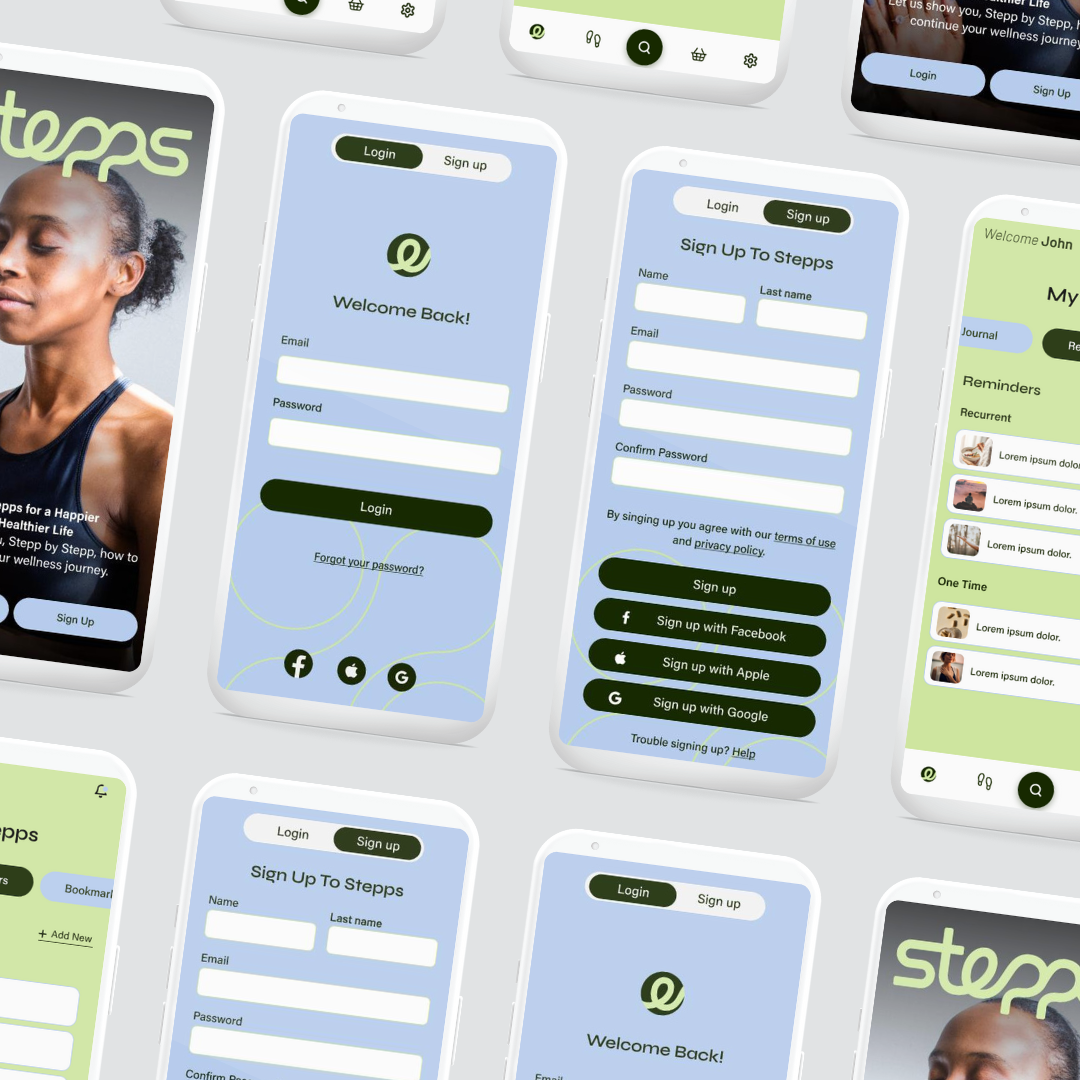 Healthier Life
Let us show you, Stepp by Stepp, h
continue your wellness journey
Login
Sign Up
stepps
epps for a Happier
Healthier Life
u, Stepp by Stepp, how to
ur wellness journey.
Sign Up
Login
Sign up
Welcome Back!
Email
Password
Login
Forgot your password?
Login
Sign up
Sign Up To Stepps
Name
Last name
Email
Password
Confirm Password
By singing up you agree with our terms of use
and privacy policy.
Sign up
Sign up with Facebook
Sign up with Apple
Sign up with Google
Trouble signing up? Help
Welcome John
My
Journal
Re
Reminders
Recurrent
Lorem ipsum dolor.
Lorem ipsum dolor.
Lorem ipsum dolor.
One Time
Lorem ipsum dolor.
Lorem ipsum dolor.
epps
rs
Bookmark
+ Add New
Login
Sign up
Sign Up To Stepps
Name
Last name
Email
Password
Confirm Pas
Login
Sign up
Welcome Back!
Email
stepp